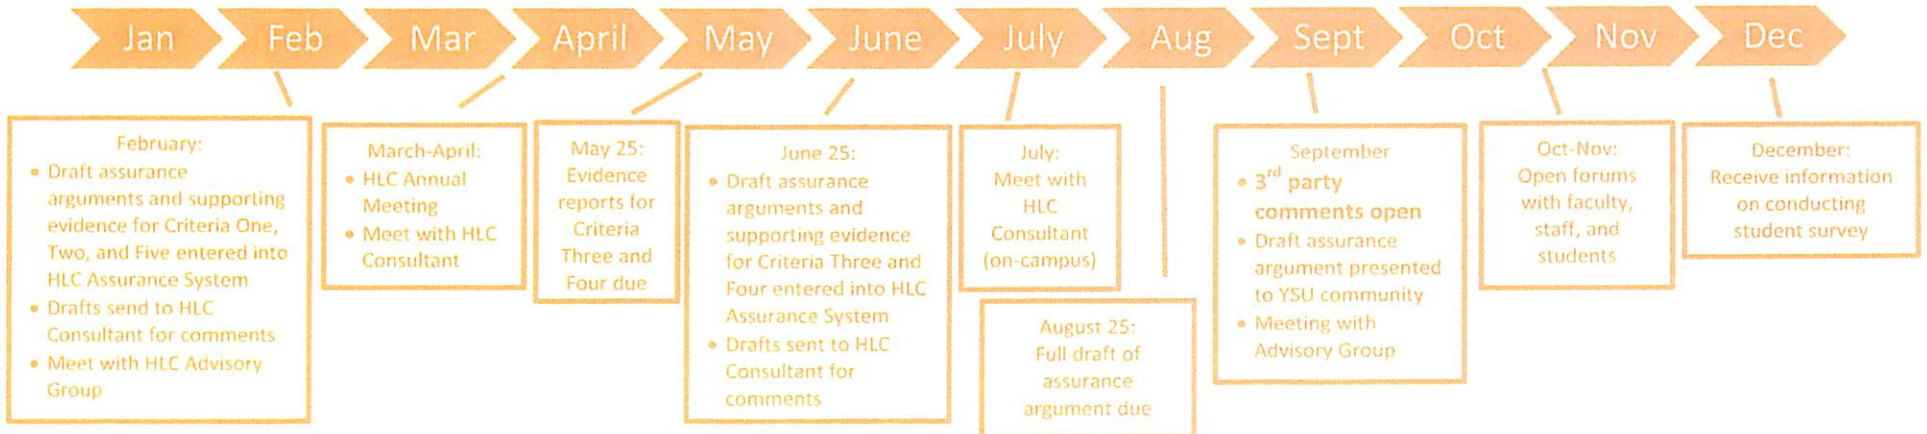 Jan
Feb
Mar
April
May
June
July
Aug
Sept
Oct
Nov
Dec
February:
• Draft assurance
arguments and supporting
evidence for Criteria One,
Two, and Five entered into
HLC Assurance System
• Drafts send to HLC
Consultant for comments
• Meet with HLC Advisory
Group
March-April:
• HLC Annual
Meeting
• Meet with HLC
Consultant
May 25:
Evidence
reports for
Criteria
Three and
Four due
June 25:
• Draft assurance
arguments and
supporting evidence
for Criteria Three and
Four entered into HLC
Assurance System
• Drafts sent to HLC
Consultant for
comments
July:
Meet with
HLC
Consultant
(on-campus)
August 25:
Full draft of
assurance
argument due
September
• 3rd party
comments open
• Draft assurance
argument presented
to YSU community
• Meeting with
Advisory Group
Oct-Nov:
Open forums
with faculty,
staff, and
students
December:
Receive information
on conducting
student survey